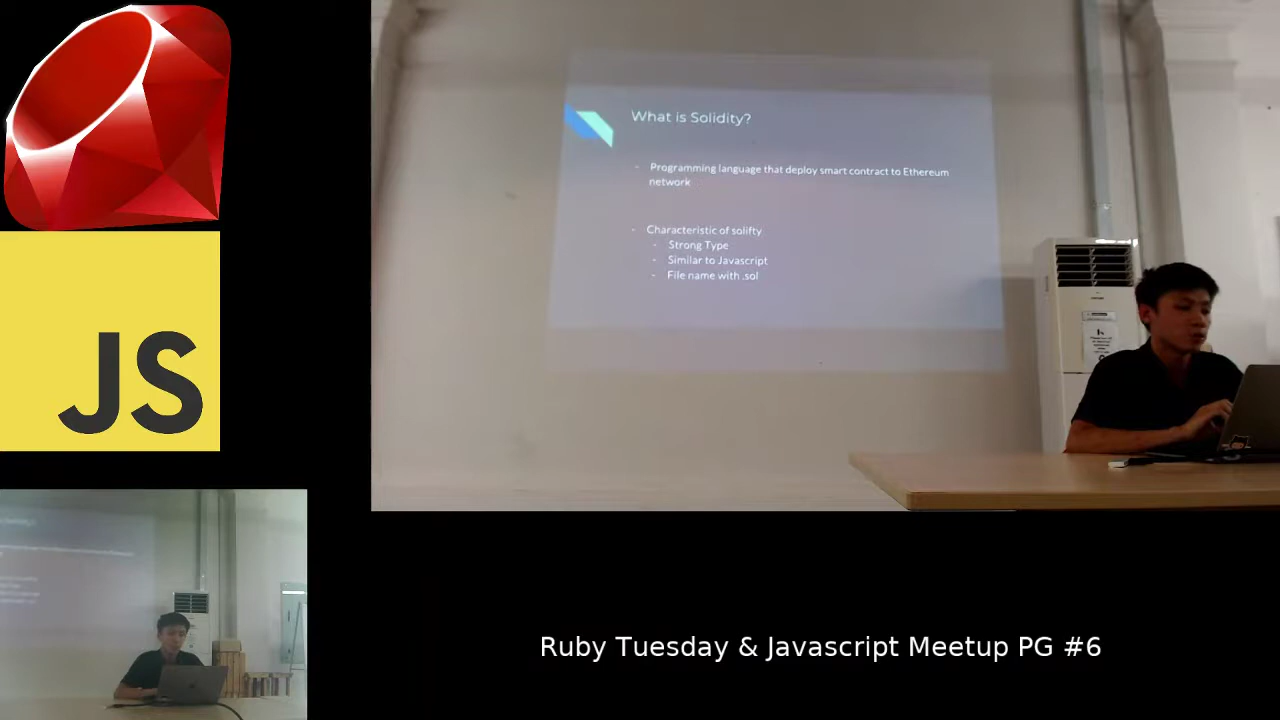 JS
What is Solidity?
- Programming language that deploy smart contract to Ethereum
network
- Characteristic of solifty
- Strong Type
- Similar to Javascript
- File name with .sol
Ruby Tuesday & Javascript Meetup PG #6